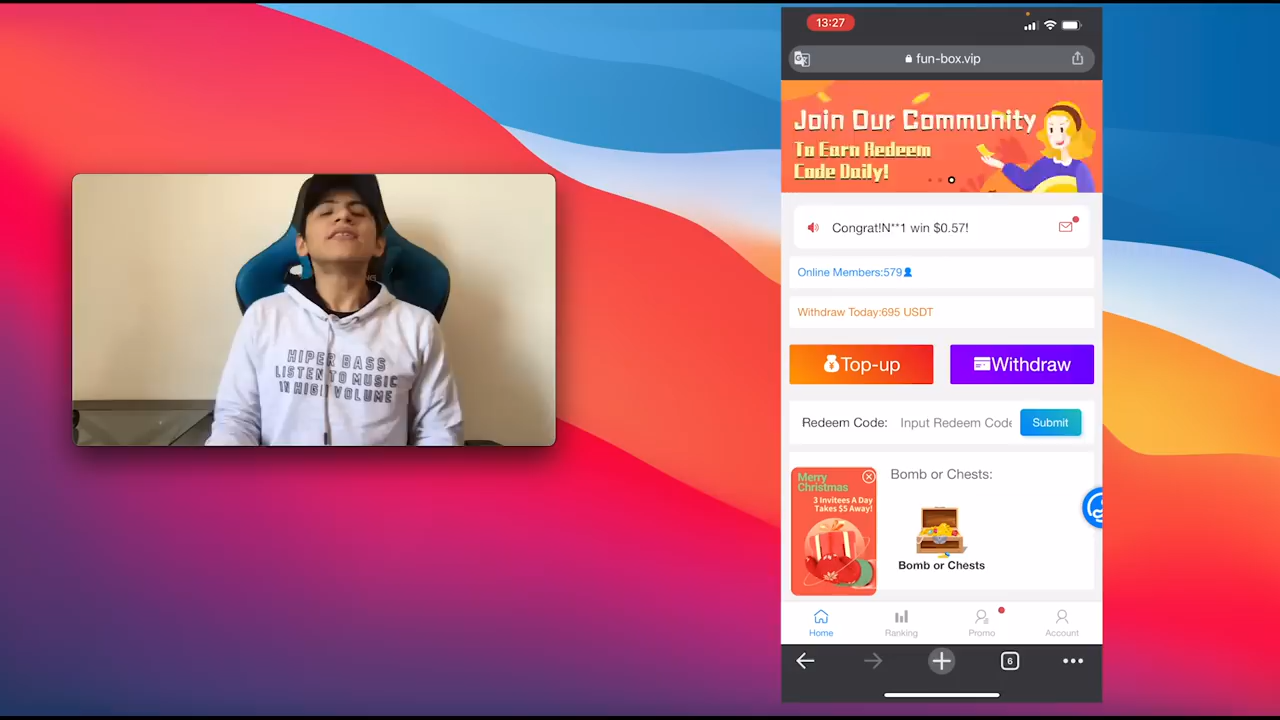 HIPER BASS
LISTEN TO MUSIC
IN HIGH VOLUME
13:27
fun-box.vip
Join Our Community
To Earn Redeem
Code Daily!
Congrat!N**1 win $0.57!
Online Members:579
Withdraw Today:695 USDT
Top-up
Withdraw
Redeem Code:
Input Redeem Code
Submit
Merry
Christmas
3 Invitees A Day
Takes $5 Away!
Bomb or Chests:
Bomb or Chests
Home
Ranking
Promo
Account
6